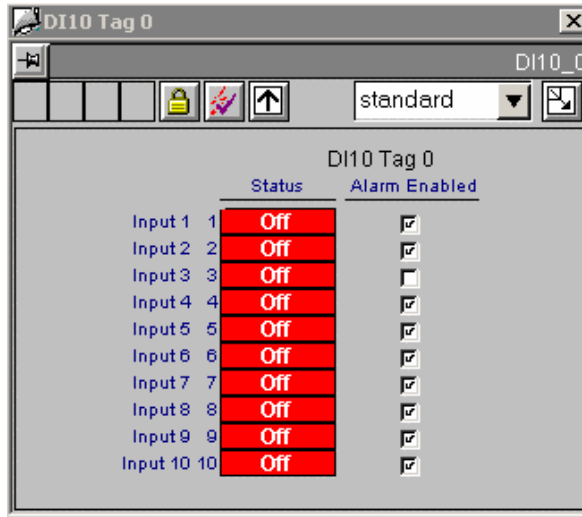 DI10 Tag 0
DI10_0
standard
DI10 Tag 0
Status Alarm Enabled
Input 1 1 Off
Input 2 2 Off
Input 3 3 Off
Input 4 4 Off
Input 5 5 Off
Input 6 6 Off
Input 7 7 Off
Input 8 8 Off
Input 9 9 Off
Input 10 10 Off